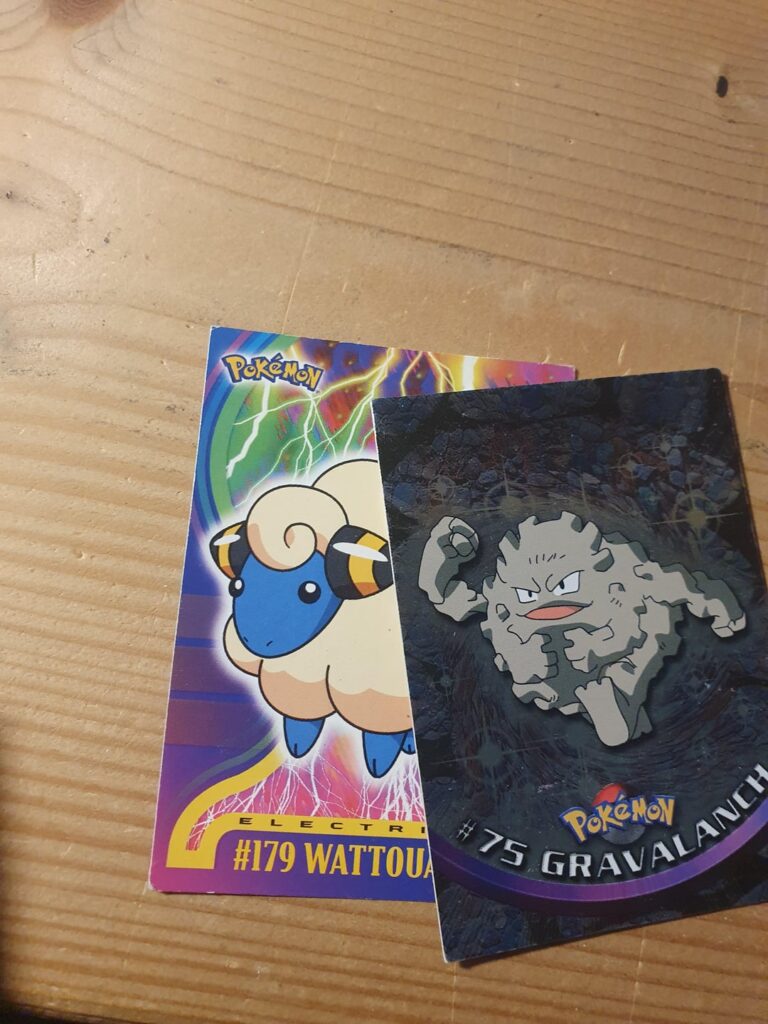 POKéMON
ELECTRI
#179 WATTOUA
POKéMON
#75 GRAVALANCH